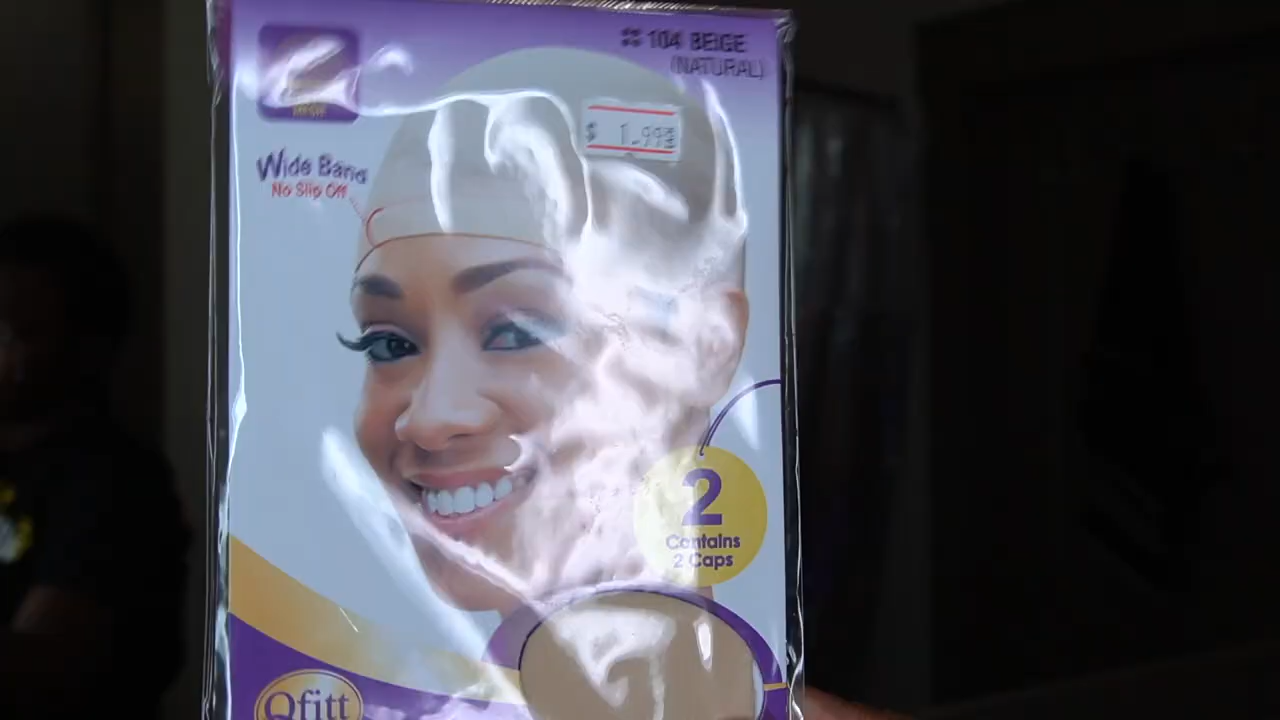 104 BEIGE
(NATURAL)
$ 1.99
Wide Band
No Slip Off
2
Contains
2 Caps
Qfitt